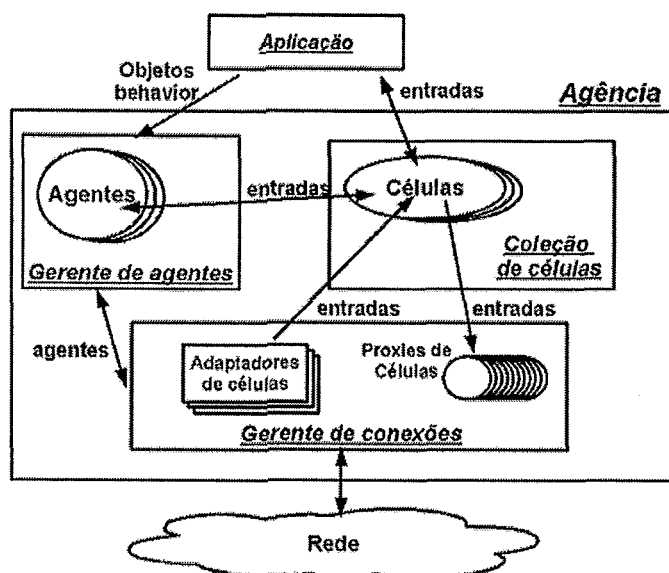 Aplicação
Objetos
behavior
entradas
Agência
Agentes
entradas
Células
Gerente de agentes
Coleção
de células
entradas
entradas
agentes
Adaptadores
de células
Proxies de
Células
Gerente de conexões
Rede